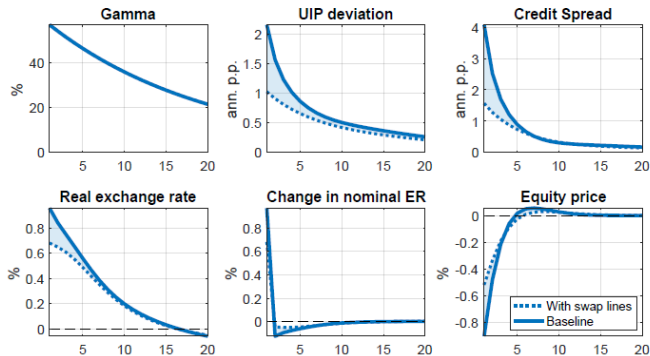 Gamma
%
40
20
0
5 10 15 20
UIP deviation
ann. p.p.
2
1.5
1
0.5
0
5 10 15 20
Credit Spread
ann. p.p.
4
3
2
1
0
5 10 15 20
Real exchange rate
%
0.8
0.6
0.4
0.2
0
5 10 15 20
Change in nominal ER
%
0.8
0.6
0.4
0.2
0
5 10 15 20
Equity price
%
0
-0.2
-0.4
-0.6
-0.8
5 10 15 20
With swap lines
Baseline